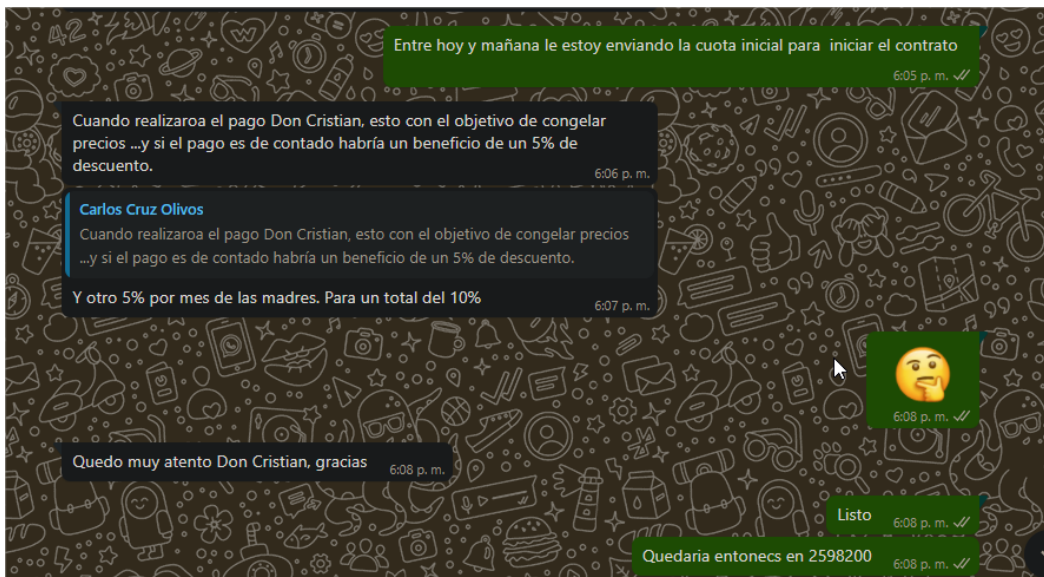 Entre hoy y mañana le estoy enviando la cuota inicial para  iniciar el contrato
6:05 p. m.
Cuando realizaroa el pago Don Cristian, esto con el objetivo de congelar
precios ...y si el pago es de contado habría un beneficio de un 5% de
descuento.
6:06 p. m.
Carlos Cruz Olivos
Cuando realizaroa el pago Don Cristian, esto con el objetivo de congelar precios
...y si el pago es de contado habría un beneficio de un 5% de descuento.
Y otro 5% por mes de las madres. Para un total del 10%
6:07 p. m.
6:08 p. m.
Quedo muy atento Don Cristian, gracias
6:08 p. m.
Listo
6:08 p. m.
Quedaria entonecs en 2598200
6:08 p. m.